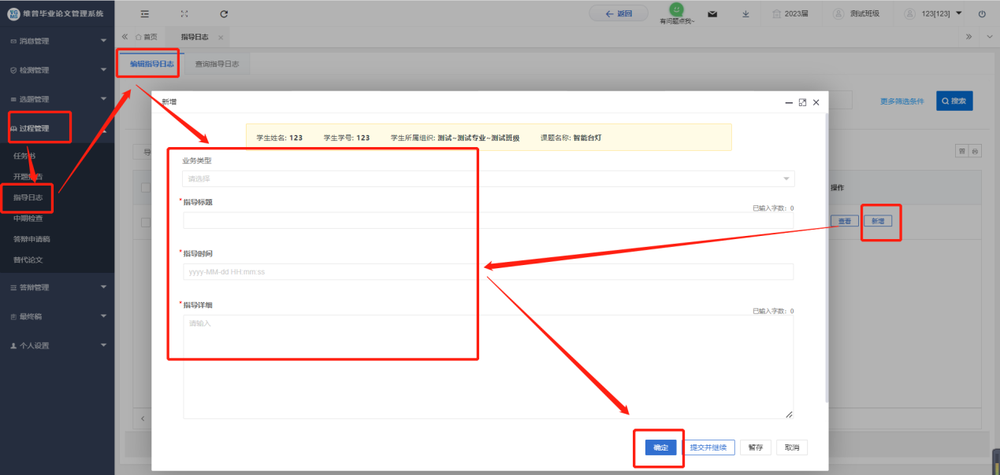 维普毕业论文管理系统
返回
有问题点我~
2023届
测试班级
123[123]
消息管理
检测管理
选题管理
过程管理
任务书
开题报告
指导日志
中期检查
答辩申请稿
替代论文
答辩管理
最终稿
个人设置
首页
指导日志
编辑指导日志
查询指导日志
更多筛选条件
搜索
导
操作
查看
新增
新增
学生姓名: 123 学生学号: 123 学生所属组织: 测试~测试专业~测试班级 课题名称: 智能台灯
业务类型
请选择
*指导标题
已输入字数: 0
*指导时间
yyyy-MM-dd HH:mm:ss
*指导详细
已输入字数: 0
请输入
确定
提交并继续
暂存
取消